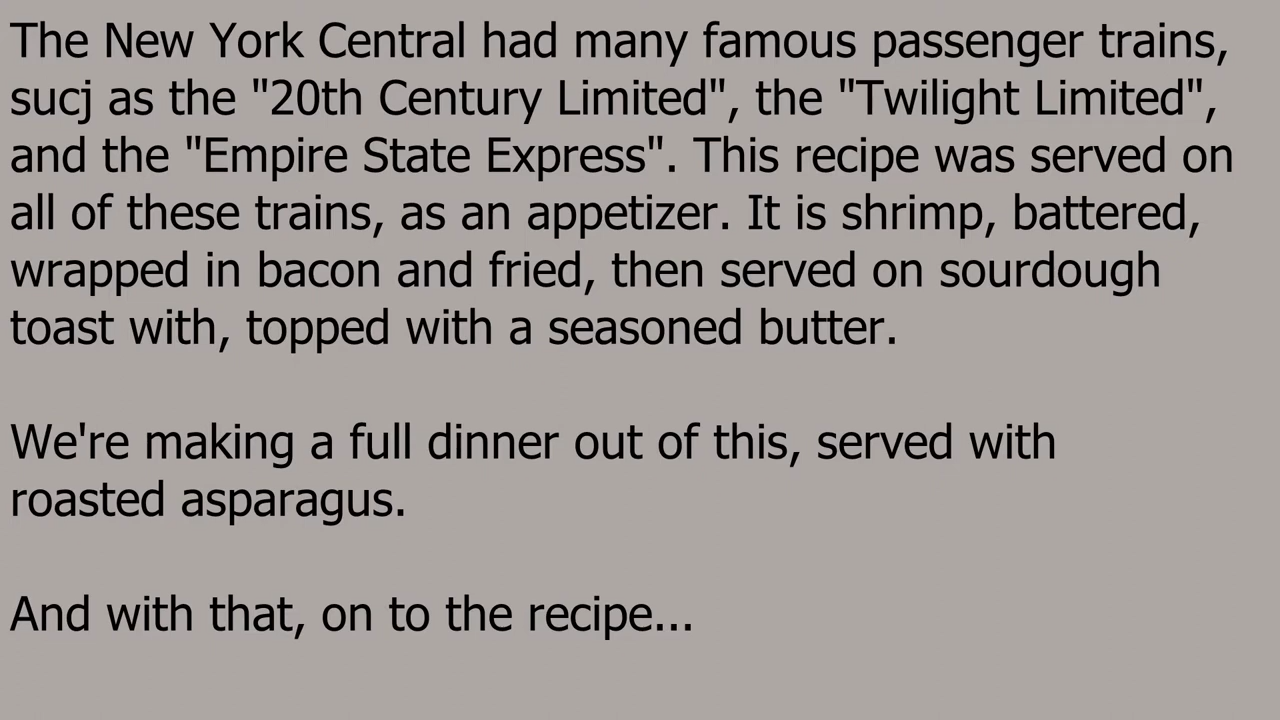 The New York Central had many famous passenger trains,
sucj as the "20th Century Limited", the "Twilight Limited",
and the "Empire State Express". This recipe was served on
all of these trains, as an appetizer. It is shrimp, battered,
wrapped in bacon and fried, then served on sourdough
toast with, topped with a seasoned butter.
We're making a full dinner out of this, served with
roasted asparagus.
And with that, on to the recipe...